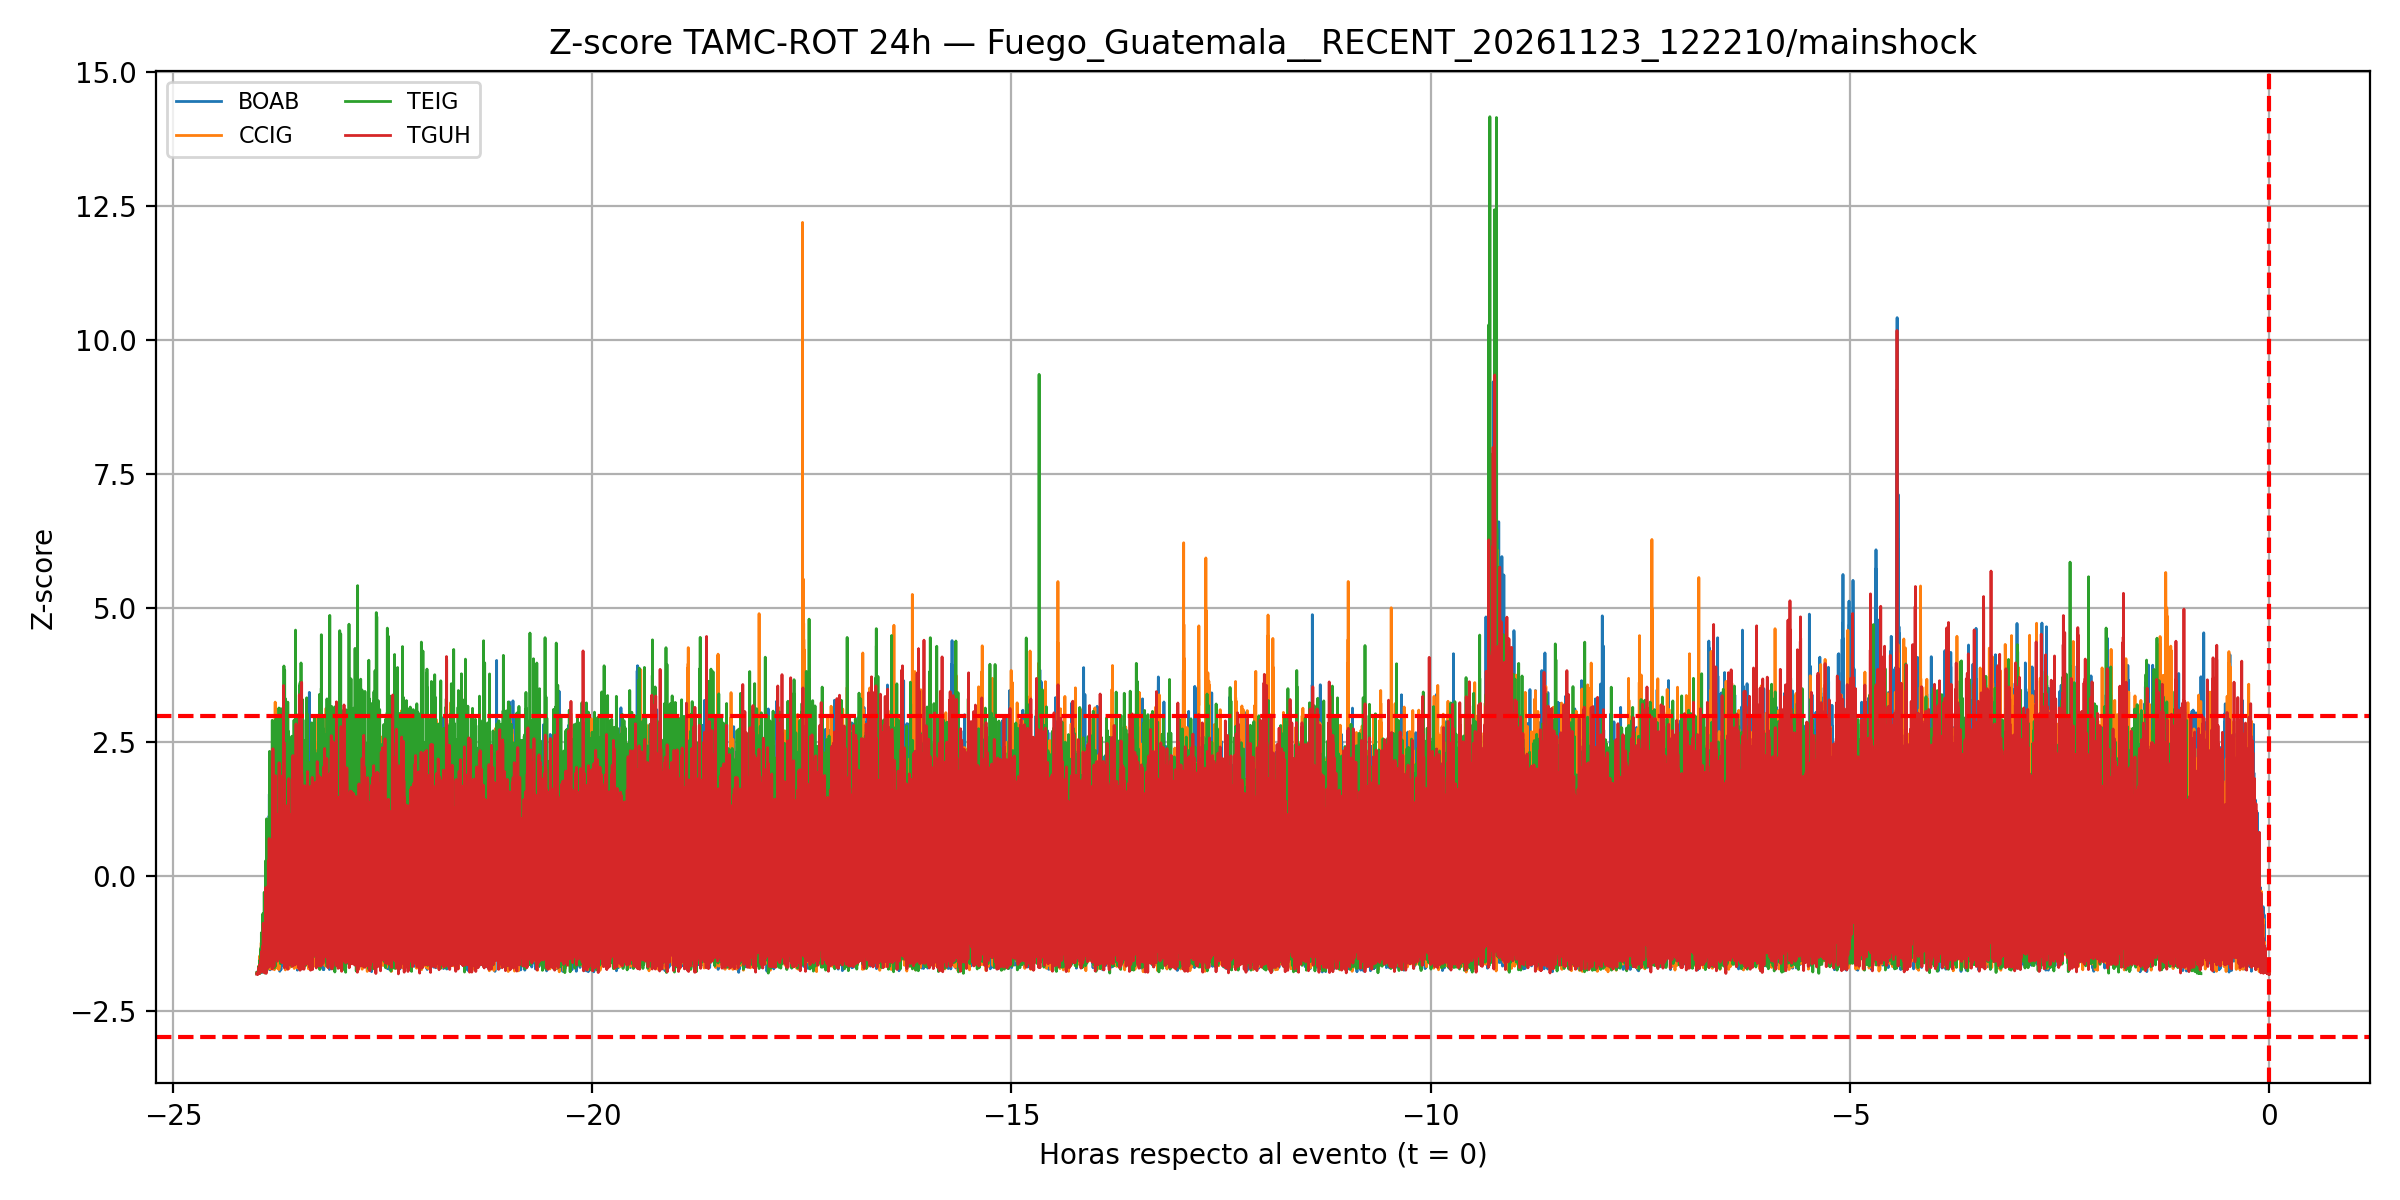 Z-score TAMC-ROT 24h — Fuego_Guatemala__RECENT_20261123_122210/mainshock
BOAB
CCIG
TEIG
TGUH
15.0
12.5
10.0
7.5
5.0
2.5
0.0
−2.5
Z-score
−25
−20
−15
−10
−5
0
Horas respecto al evento (t = 0)